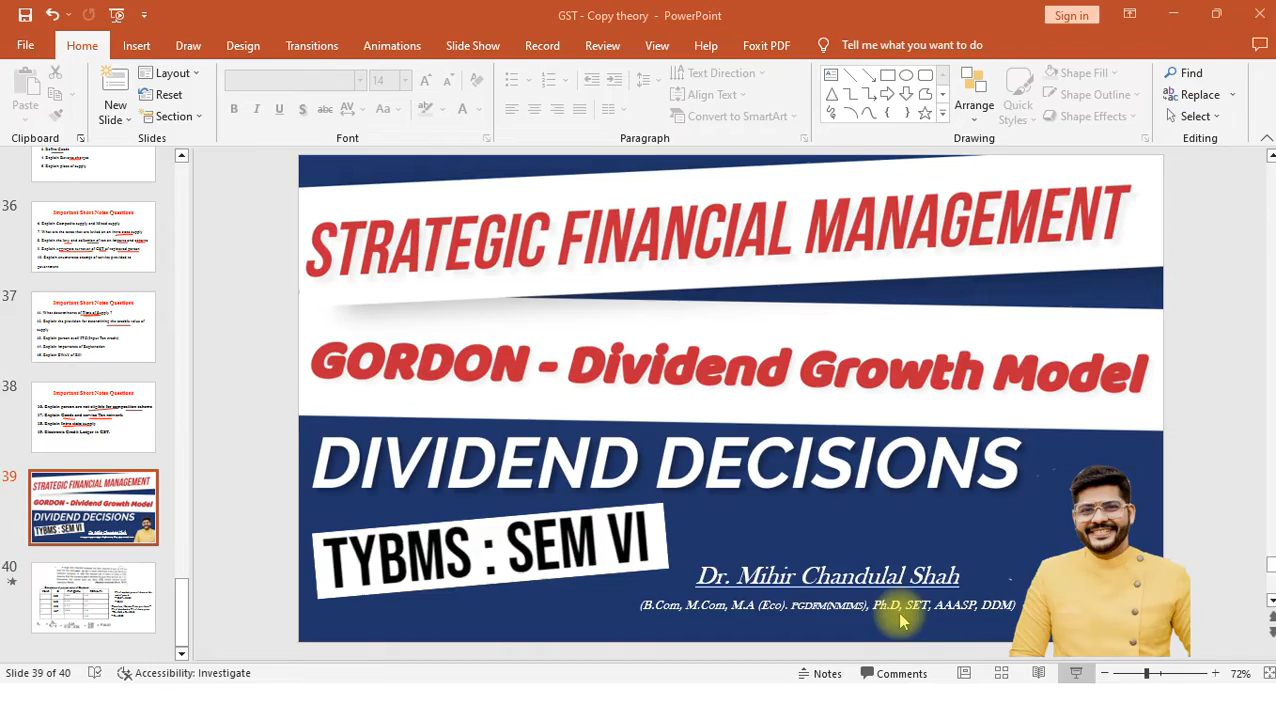 GST - Copy theory - PowerPoint
Sign in
File Home Insert Draw Design Transitions Animations Slide Show Record Review View Help Foxit PDF Tell me what you want to do
Paste
New Slide
Layout
Reset
Section
14
Text Direction
Align Text
Convert to SmartArt
Arrange
Quick Styles
Shape Fill
Shape Outline
Shape Effects
Find
Replace
Select
Clipboard Slides Font Paragraph Drawing Editing
36
Important Short Notes Questions
37
Important Short Notes Questions
38
39
STRATEGIC FINANCIAL MANAGEMENT
GORDON - Dividend Growth Model
DIVIDEND DECISIONS
TYBMS : SEM VI
40
STRATEGIC FINANCIAL MANAGEMENT
GORDON - Dividend Growth Model
DIVIDEND DECISIONS
TYBMS : SEM VI
Dr. Mihir Chandulal Shah
(B.Com, M.Com, M.A (Eco). PGDFM(NMIMS), Ph.D, SET, AAASP, DDM)
Slide 39 of 40 Accessibility: Investigate Notes Comments 72%